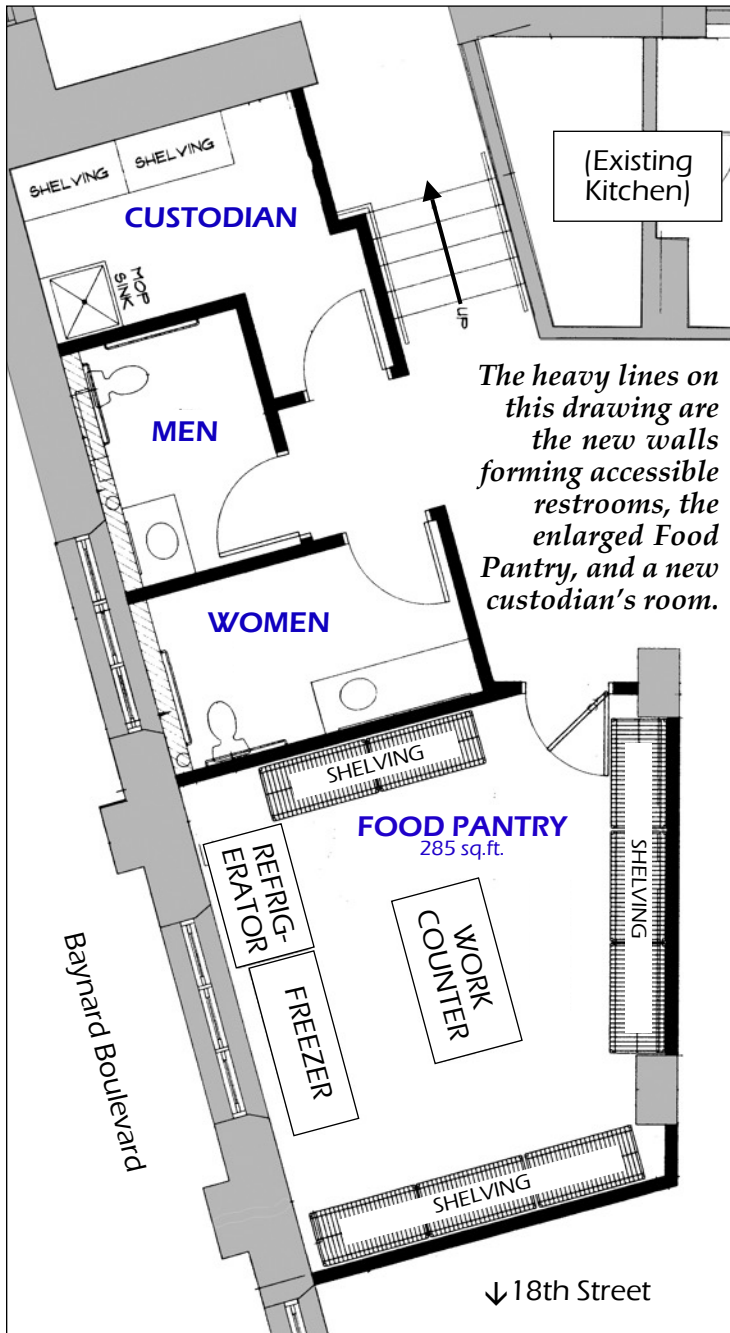 (Existing
Kitchen)
SHELVING
SHELVING
CUSTODIAN
MOP
SINK
UP
The heavy lines on
this drawing are
the new walls
forming accessible
restrooms, the
enlarged Food
Pantry, and a new
custodian's room.
MEN
WOMEN
SHELVING
FOOD PANTRY
285 sq.ft.
REFRIG-
ERATOR
WORK
COUNTER
SHELVING
FREEZER
Baynard Boulevard
SHELVING
↓18th Street